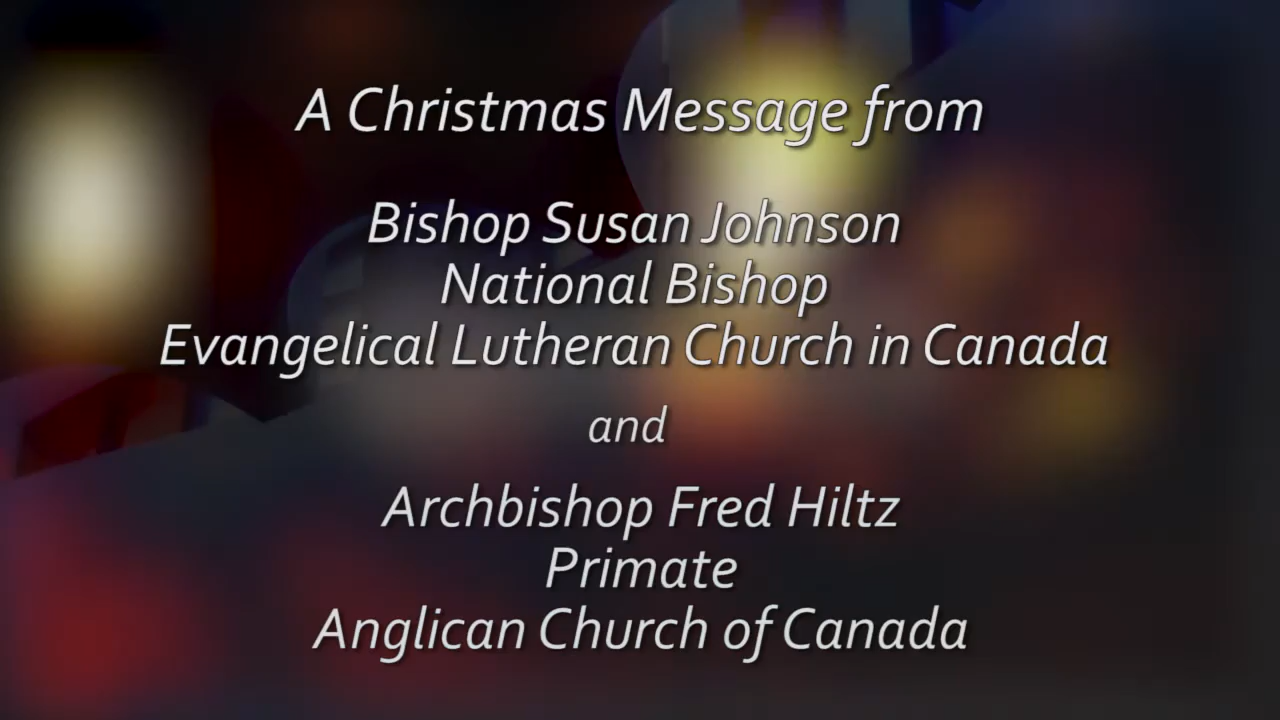 A Christmas Message from
Bishop Susan Johnson
National Bishop
Evangelical Lutheran Church in Canada
and
Archbishop Fred Hiltz
Primate
Anglican Church of Canada